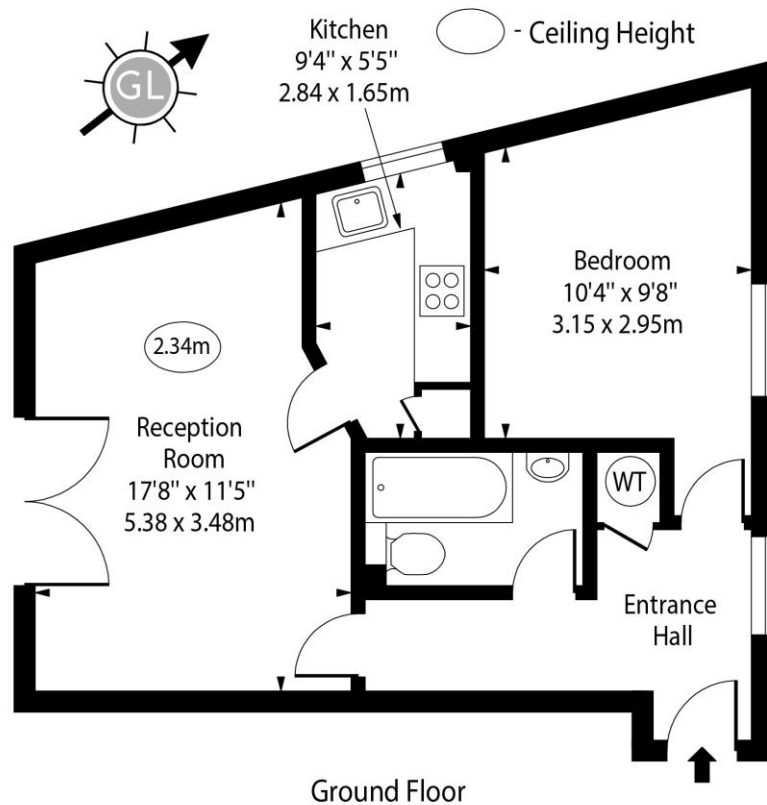 GL
Kitchen
9'4" x 5'5"
2.84 x 1.65m
- Ceiling Height
Bedroom
10'4" x 9'8"
3.15 x 2.95m
2.34m
Reception
Room
17'8" x 11'5"
5.38 x 3.48m
WT
Entrance
Hall
Ground Floor